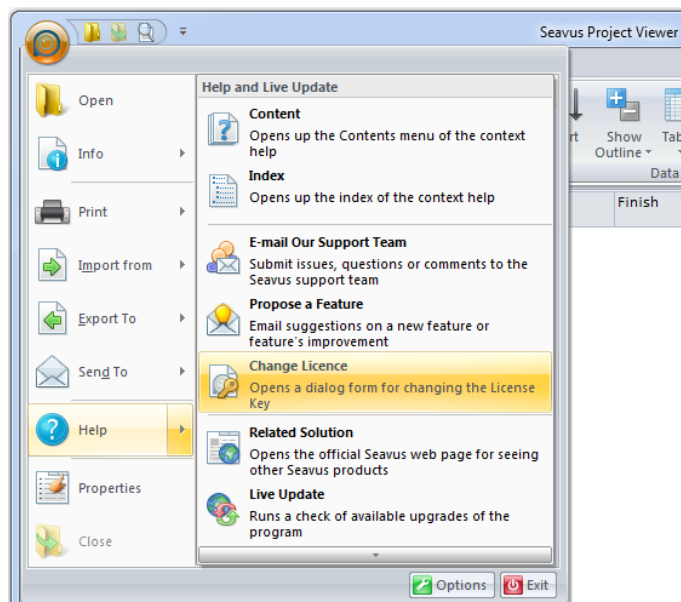 Seavus Project Viewer
Open
Info
Print
Import from
Export To
Send To
Help
Properties
Close
Help and Live Update
Content
Opens up the Contents menu of the context
help
Index
Opens up the index of the context help
E-mail Our Support Team
Submit issues, questions or comments to the
Seavus support team
Propose a Feature
Email suggestions on a new feature or
feature's improvement
Change Licence
Opens a dialog form for changing the License
Key
Related Solution
Opens the official Seavus web page for seeing
other Seavus products
Live Update
Runs a check of available upgrades of the
program
Options
Exit
Show
Outline
Data
Finish